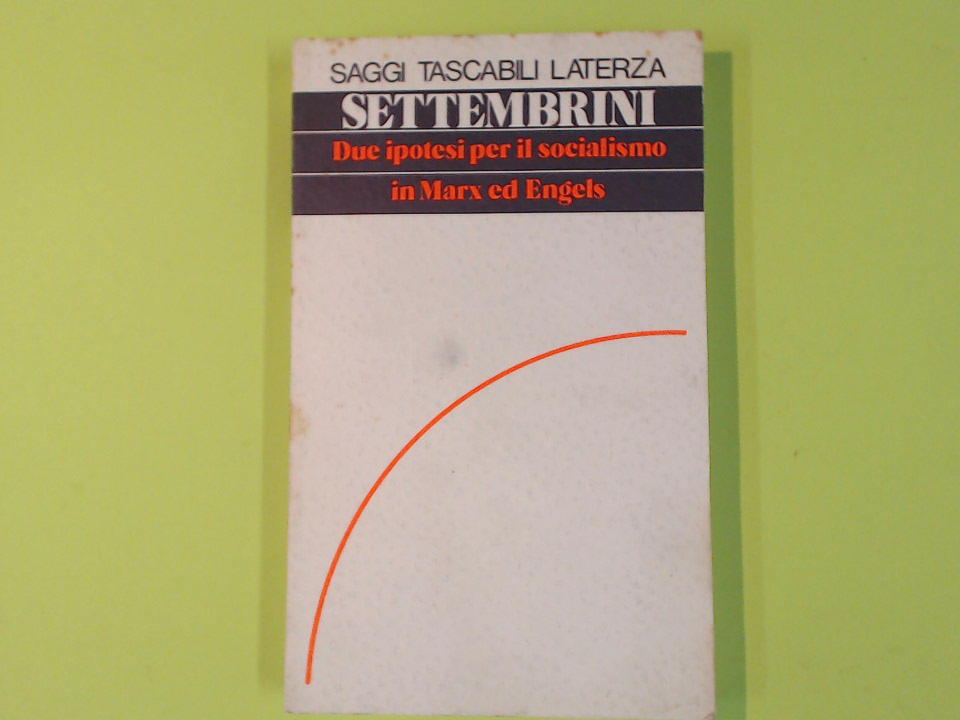 SAGGI TASCABILI LATERZA
SETTEMBRINI
Due ipotesi per il socialismo
in Marx ed Engels